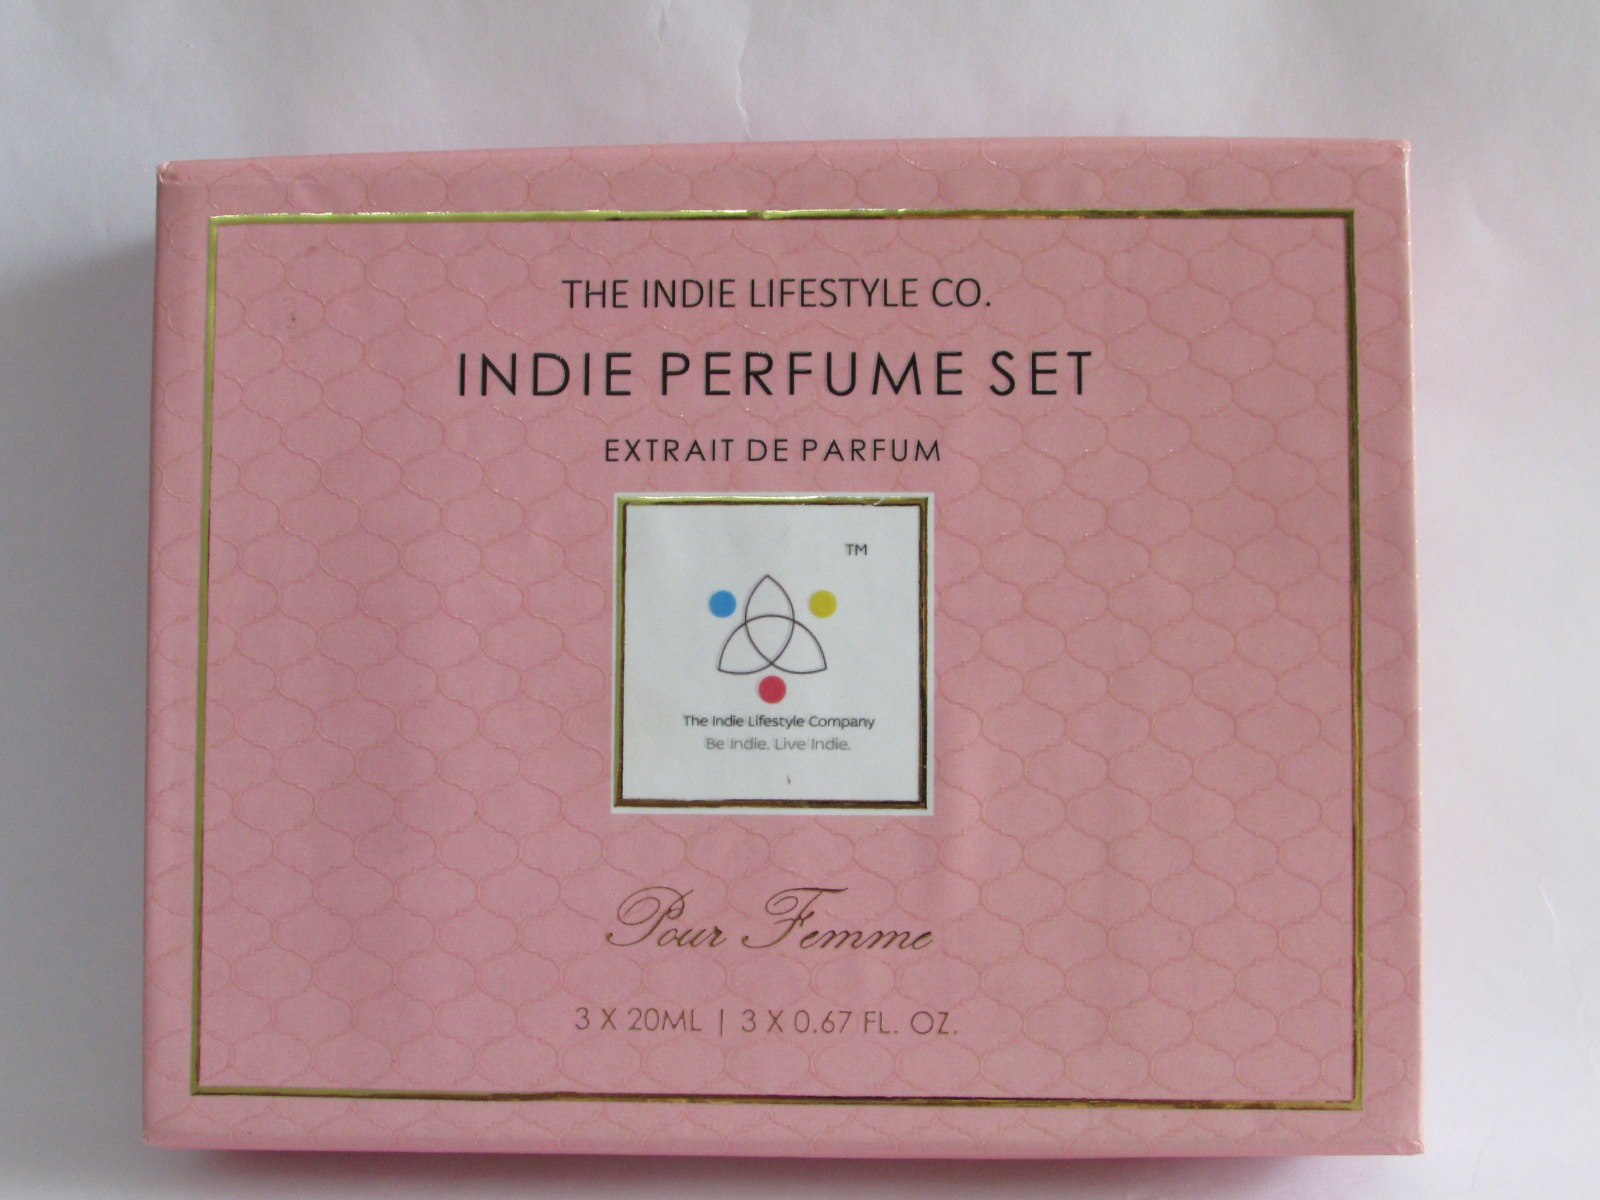 THE INDIE LIFESTYLE CO.
INDIE PERFUME SET
EXTRAIT DE PARFUM
TM
The Indie Lifestyle Company
Be Indie. Live Indie.
Pour Femme
3 X 20ML | 3 X 0.67 FL. OZ.